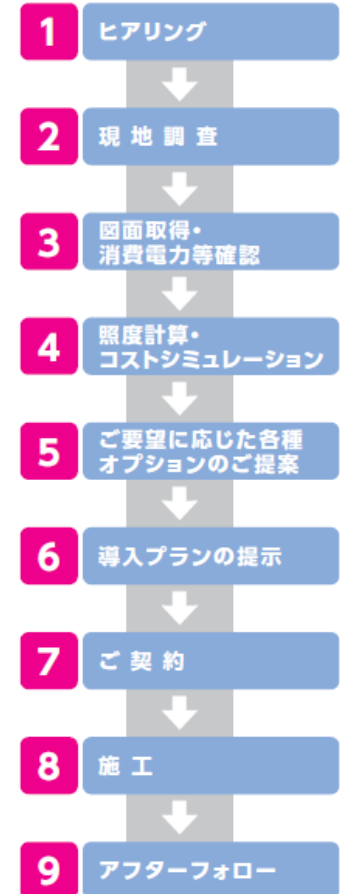 1 ヒアリング
2 現地調査
3 図面取得・
消費電力等確認
4 照度計算・
コストシミュレーション
5 ご要望に応じた各種
オプションのご提案
6 導入プランの提示
7 ご契約
8 施工
9 アフターフォロー